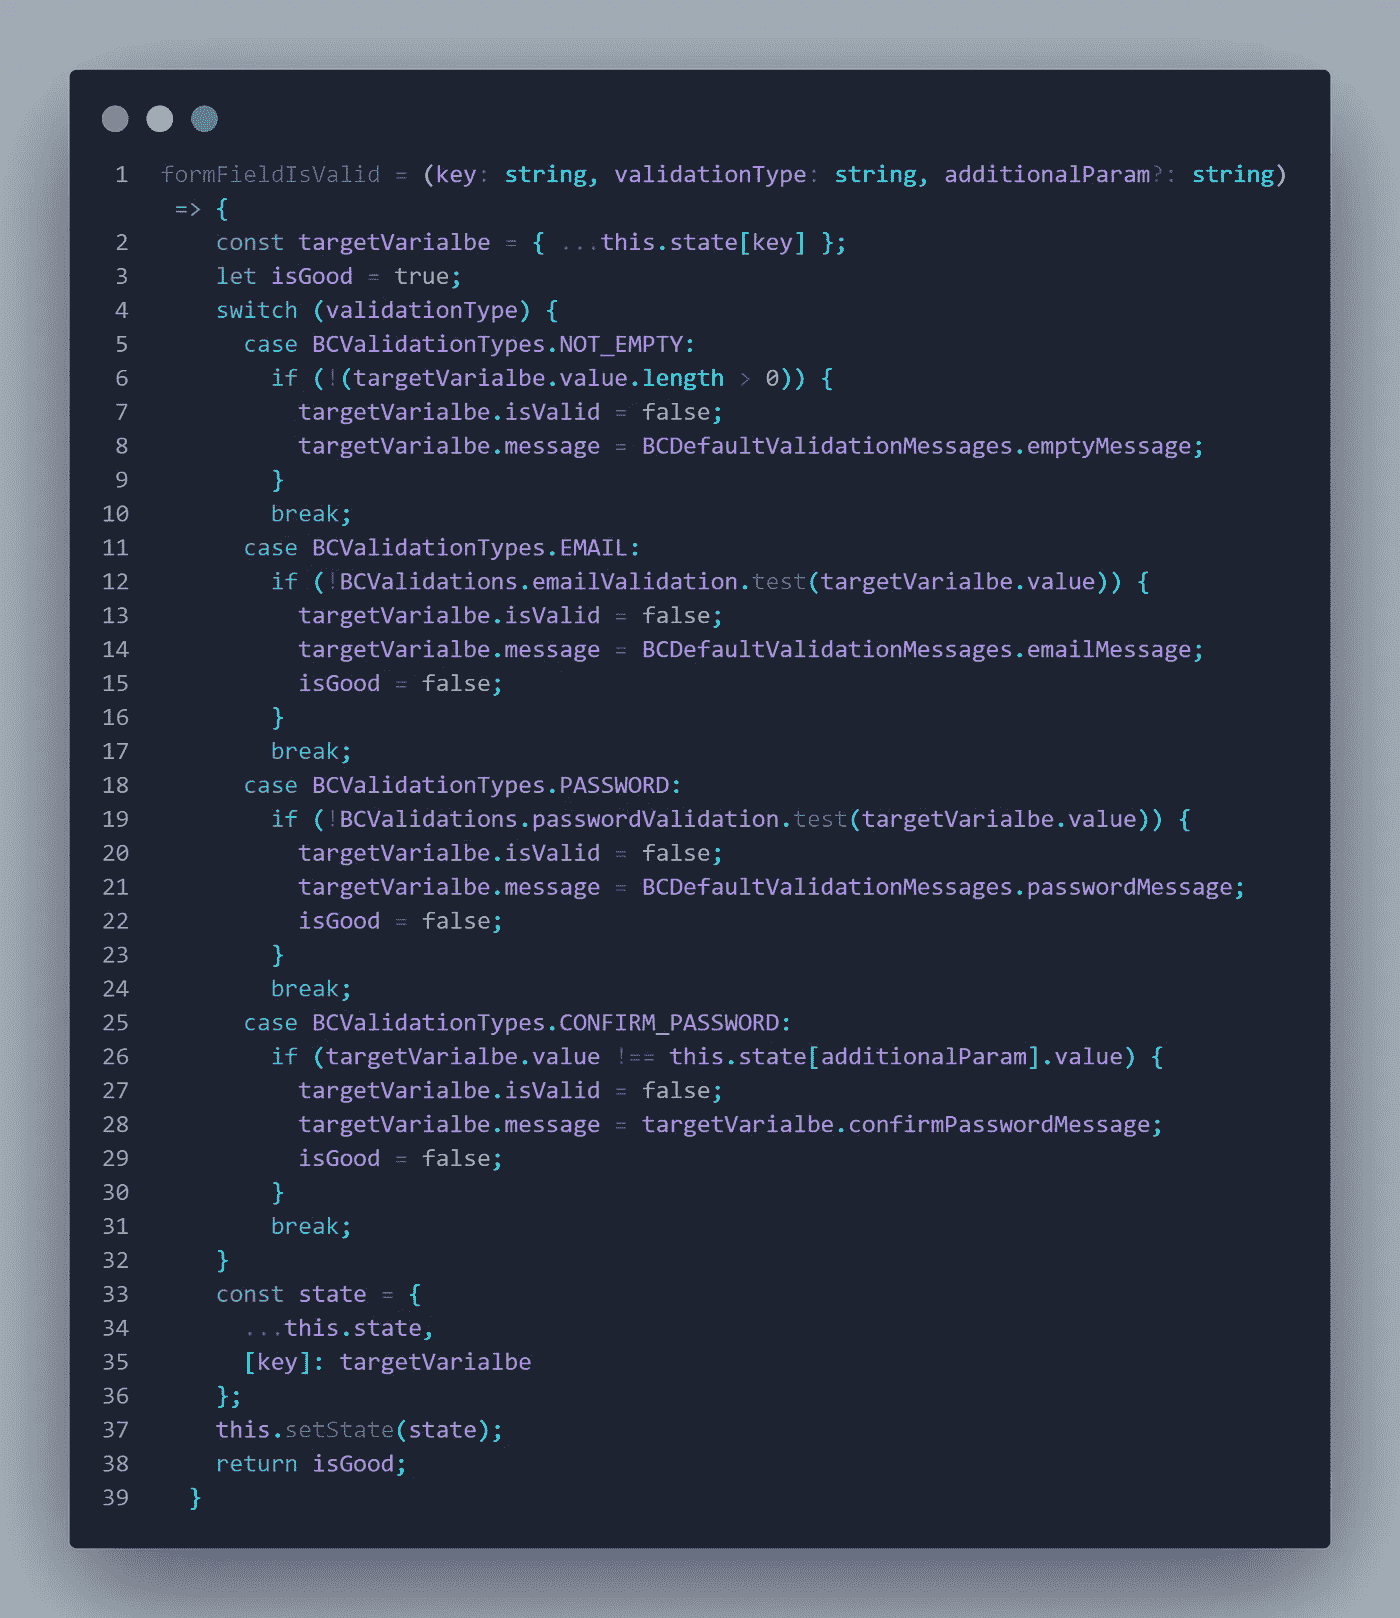 1 formFieldIsValid = (key: string, validationType: string, additionalParam?: string)
=> {
2 const targetVarialbe = { ...this.state[key] };
3 let isGood = true;
4 switch (validationType) {
5 case BCValidationTypes.NOT_EMPTY:
6 if (!(targetVarialbe.value.length > 0)) {
7 targetVarialbe.isValid = false;
8 targetVarialbe.message = BCDefaultValidationMessages.emptyMessage;
9 }
10 break;
11 case BCValidationTypes.EMAIL:
12 if (!BCValidations.emailValidation.test(targetVarialbe.value)) {
13 targetVarialbe.isValid = false;
14 targetVarialbe.message = BCDefaultValidationMessages.emailMessage;
15 isGood = false;
16 }
17 break;
18 case BCValidationTypes.PASSWORD:
19 if (!BCValidations.passwordValidation.test(targetVarialbe.value)) {
20 targetVarialbe.isValid = false;
21 targetVarialbe.message = BCDefaultValidationMessages.passwordMessage;
22 isGood = false;
23 }
24 break;
25 case BCValidationTypes.CONFIRM_PASSWORD:
26 if (targetVarialbe.value !== this.state[additionalParam].value) {
27 targetVarialbe.isValid = false;
28 targetVarialbe.message = targetVarialbe.confirmPasswordMessage;
29 isGood = false;
30 }
31 break;
32 }
33 const state = {
34 ...this.state,
35 [key]: targetVarialbe
36 };
37 this.setState(state);
38 return isGood;
39 }